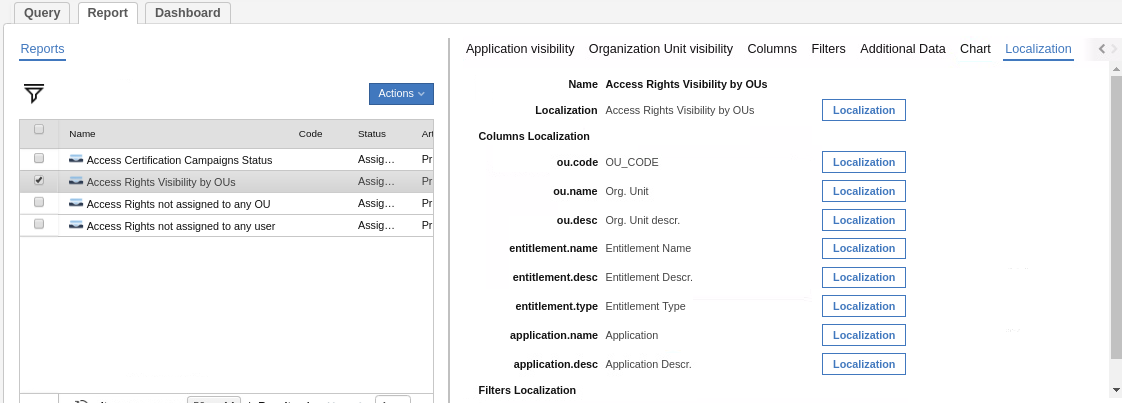 Query Report Dashboard
Reports
Actions
Name Code Status
Access Certification Campaigns Status Assig... Pr
Access Rights Visibility by OUs Assig... Pr
Access Rights not assigned to any OU Assig... Pr
Access Rights not assigned to any user Assig... Pr
Application visibility Organization Unit visibility Columns Filters Additional Data Chart Localization
Name Access Rights Visibility by OUs
Localization Access Rights Visibility by OUs Localization
Columns Localization
ou.code OU_CODE Localization
ou.name Org. Unit Localization
ou.desc Org. Unit descr. Localization
entitlement.name Entitlement Name Localization
entitlement.desc Entitlement Descr. Localization
entitlement.type Entitlement Type Localization
application.name Application Localization
application.desc Application Descr. Localization
Filters Localization